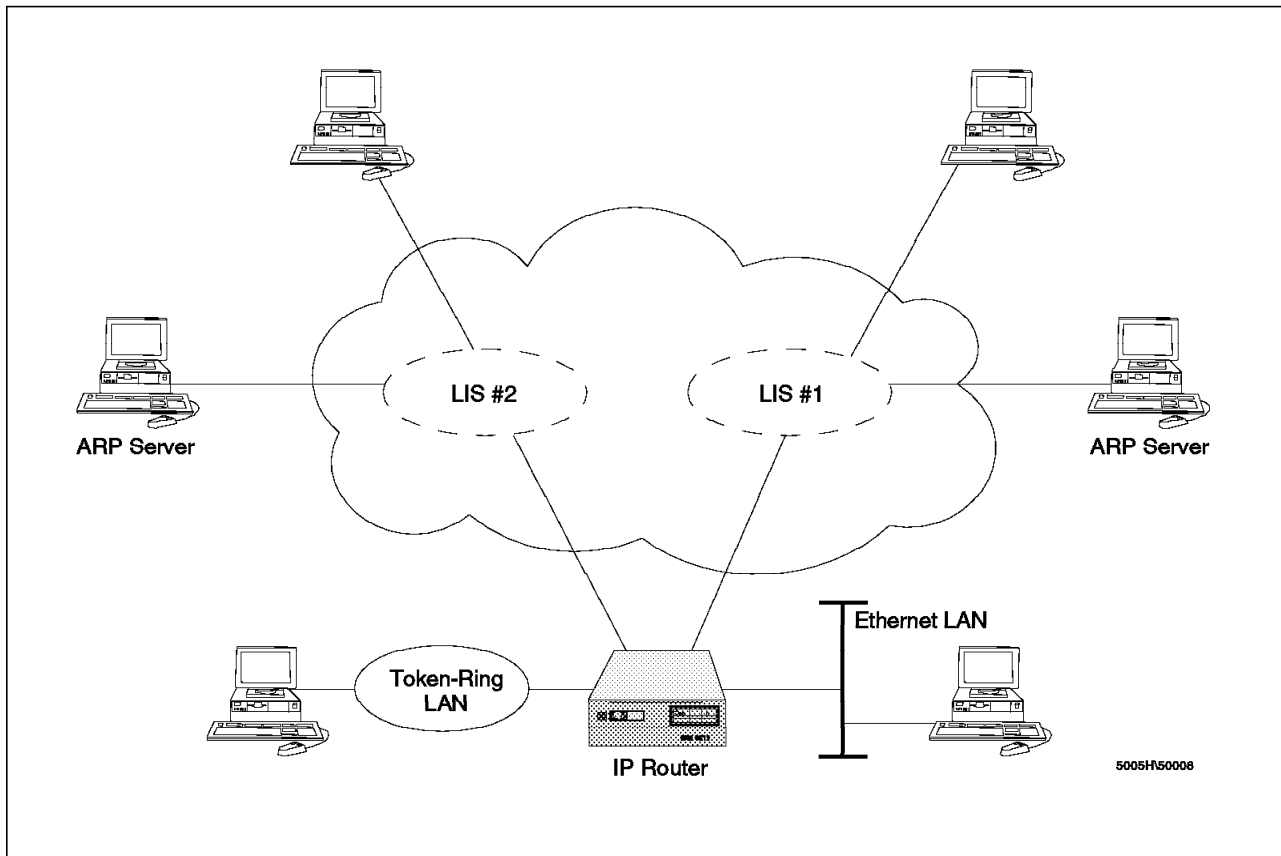 LIS #2
LIS #1
ARP Server
ARP Server
Ethernet LAN
Token-Ring
LAN
IP Router
5005H\50008